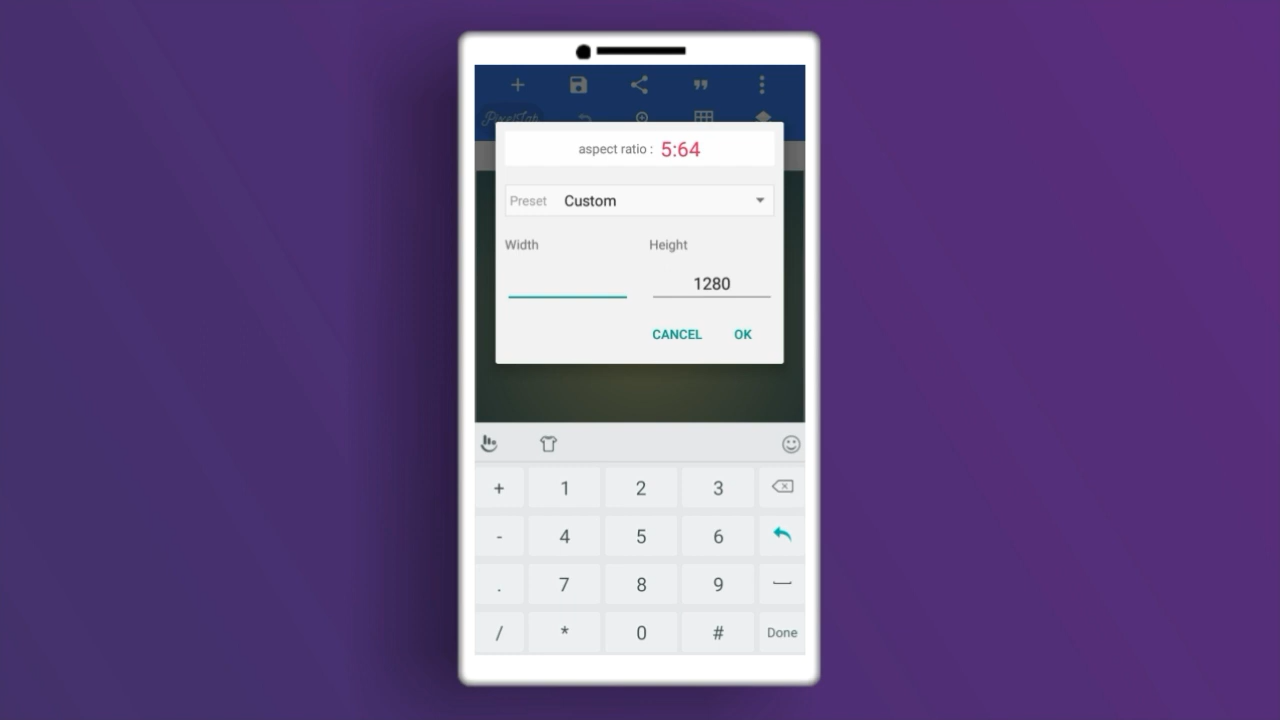 PixelLab
aspect ratio : 5:64
Preset Custom
Width Height
1280
CANCEL OK
+ 1 2 3
- 4 5 6
. 7 8 9
/ * 0 # Done